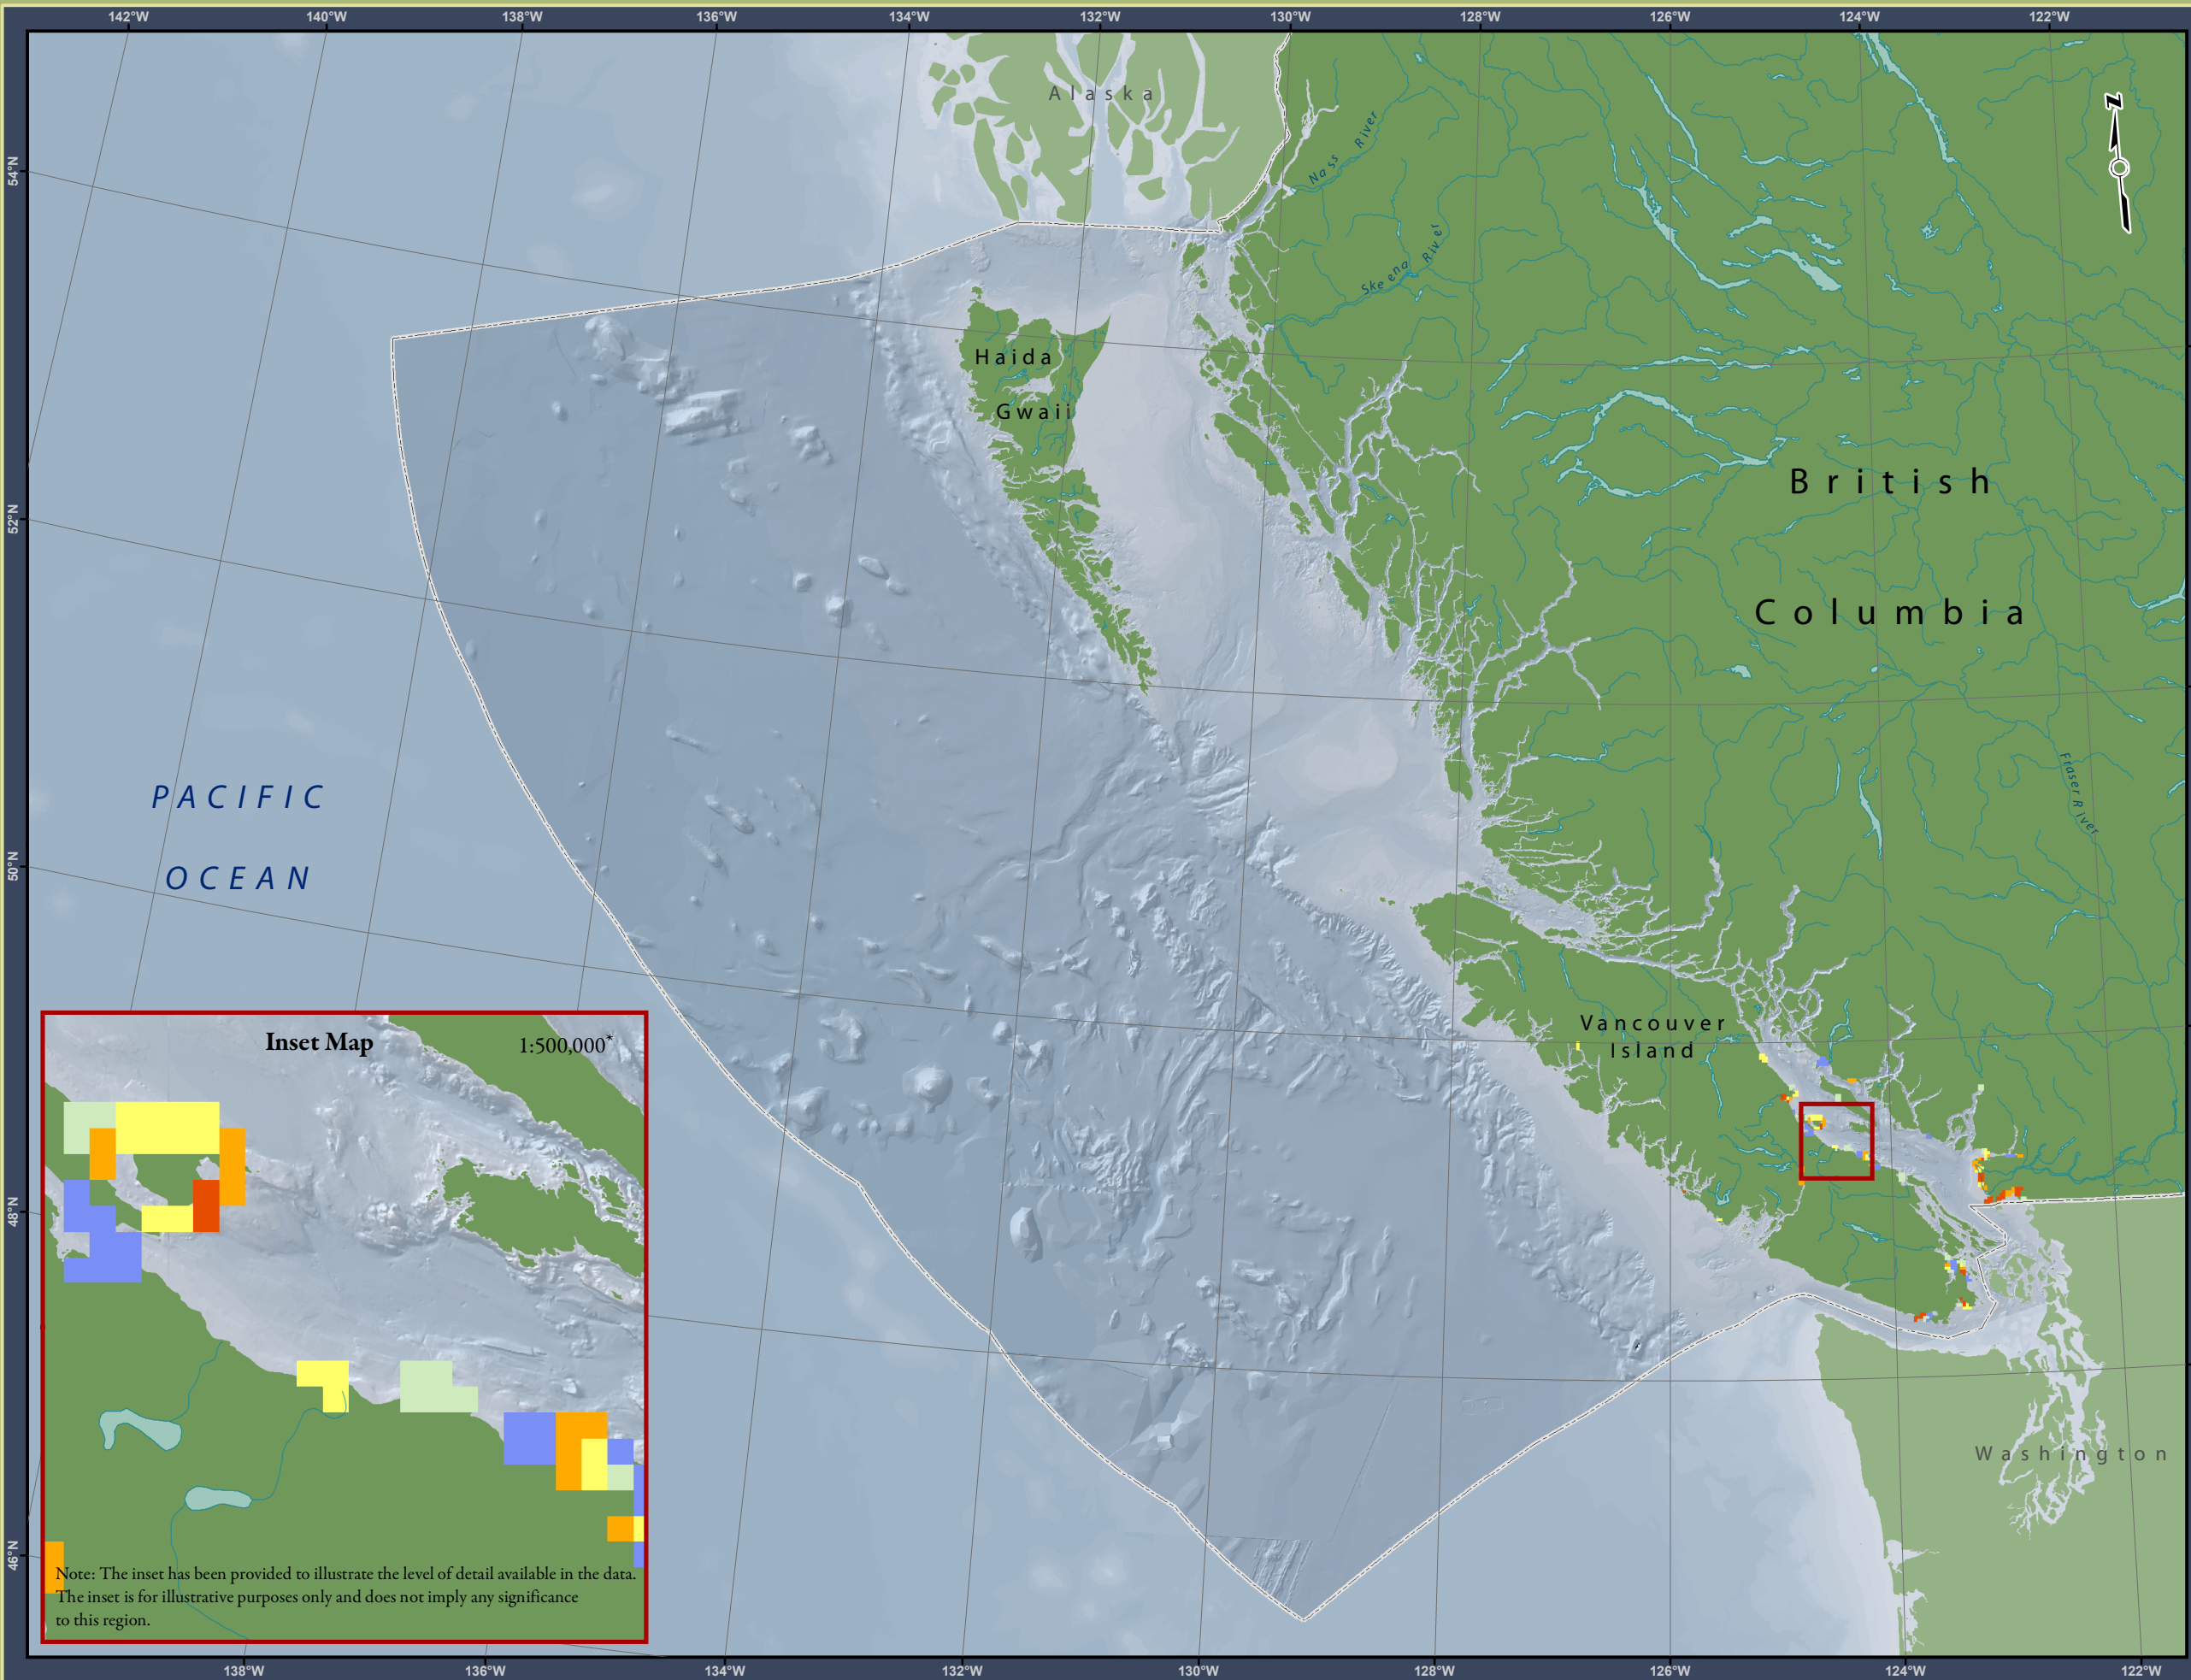 142°W 140°W 138°W 136°W 134°W 132°W 130°W 128°W 126°W 124°W 122°W
Alaska
N
Nass River
54°N
Skeena River
Haida
Gwaii
British
52°N
Columbia
PACIFIC
Fraser River
50°N
OCEAN
Vancouver
Island
Inset Map
1:500,000*
48°N
Washington
46°N
Note: The inset has been provided to illustrate the level of detail available in the data.
The inset is for illustrative purposes only and does not imply any significance
to this region.
138°W 136°W 134°W 132°W 130°W 128°W 126°W 124°W 122°W